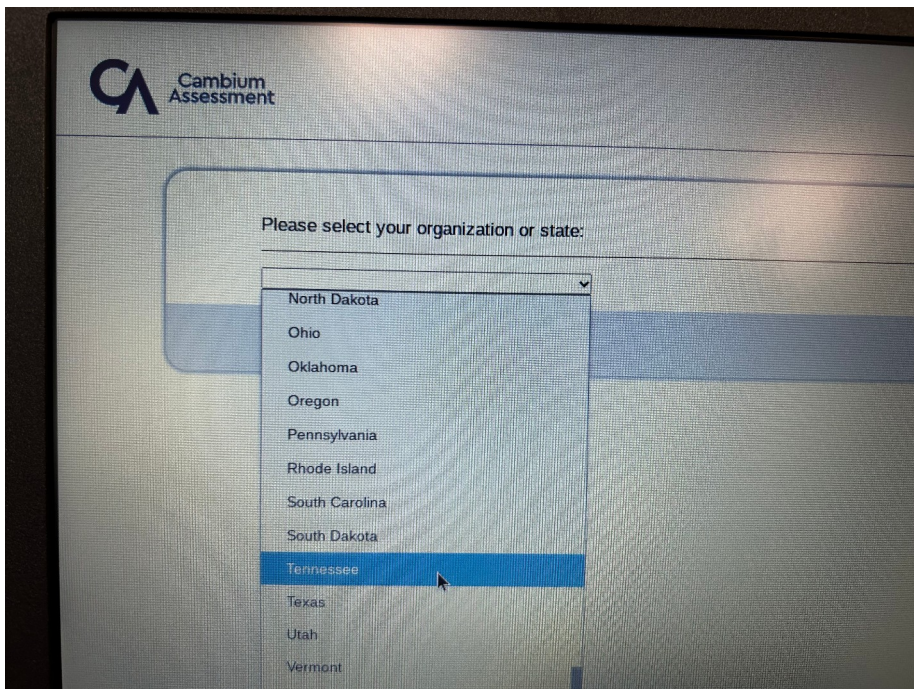 CA
Cambium
Assessment
Please select your organization or state:
North Dakota
Ohio
Oklahoma
Oregon
Pennsylvania
Rhode Island
South Carolina
South Dakota
Tennessee
Texas
Utah
Vermont